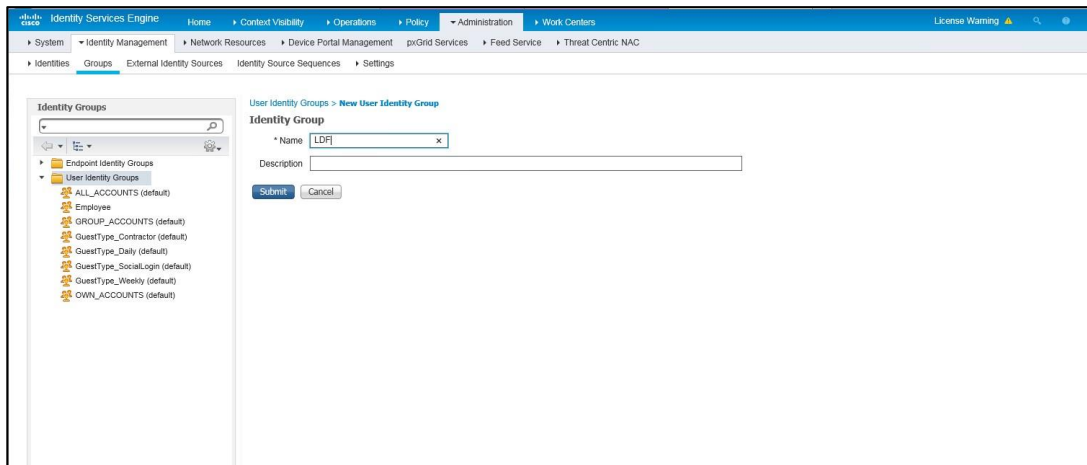 CISCO Identity Services Engine Home Context Visibility Operations Policy Administration Work Centers License Warning
System Identity Management Network Resources Device Portal Management pxGrid Services Feed Service Threat Centric NAC
Identities Groups External Identity Sources Identity Source Sequences Settings
Identity Groups
Endpoint Identity Groups
User Identity Groups
ALL_ACCOUNTS (default)
Employee
GROUP_ACCOUNTS (default)
GuestType_Contractor (default)
GuestType_Daily (default)
GuestType_SocialLogin (default)
GuestType_Weekly (default)
OWN_ACCOUNTS (default)
User Identity Groups > New User Identity Group
Identity Group
* Name LDF
Description
Submit Cancel